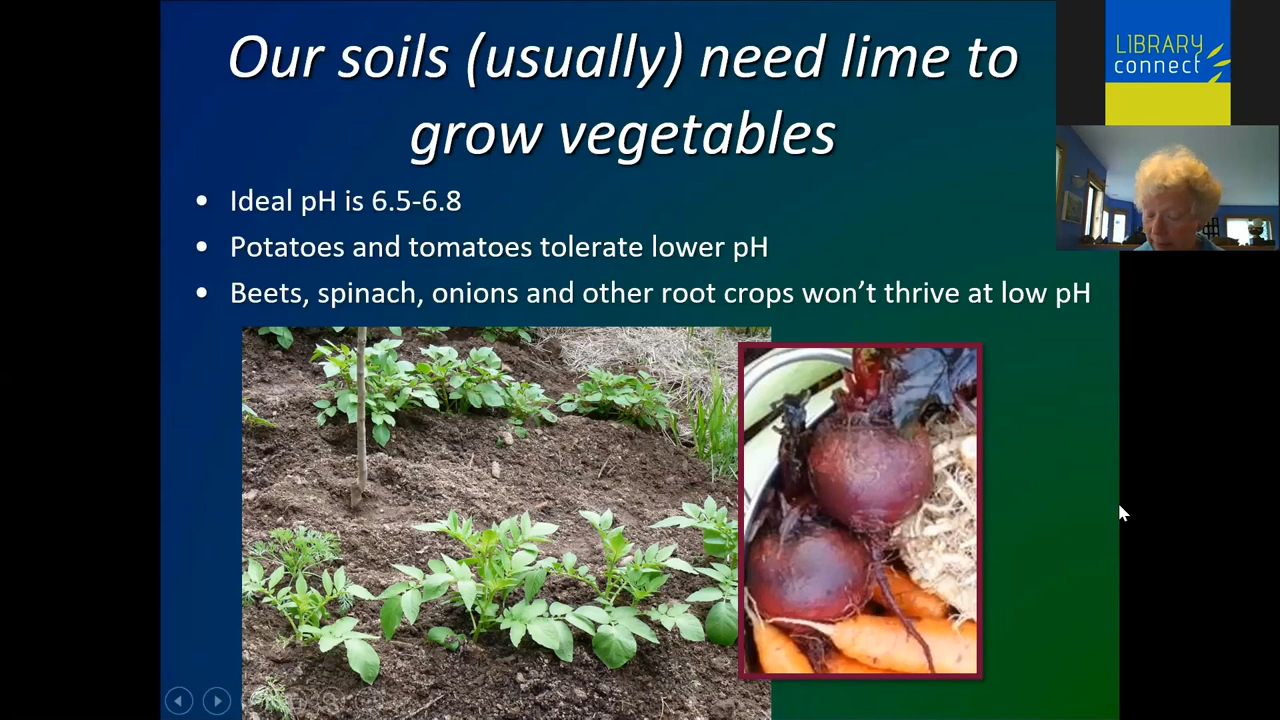 Our soils (usually) need lime to
grow vegetables
LIBRARY
connect
• Ideal pH is 6.5-6.8
• Potatoes and tomatoes tolerate lower pH
• Beets, spinach, onions and other root crops won’t thrive at low pH